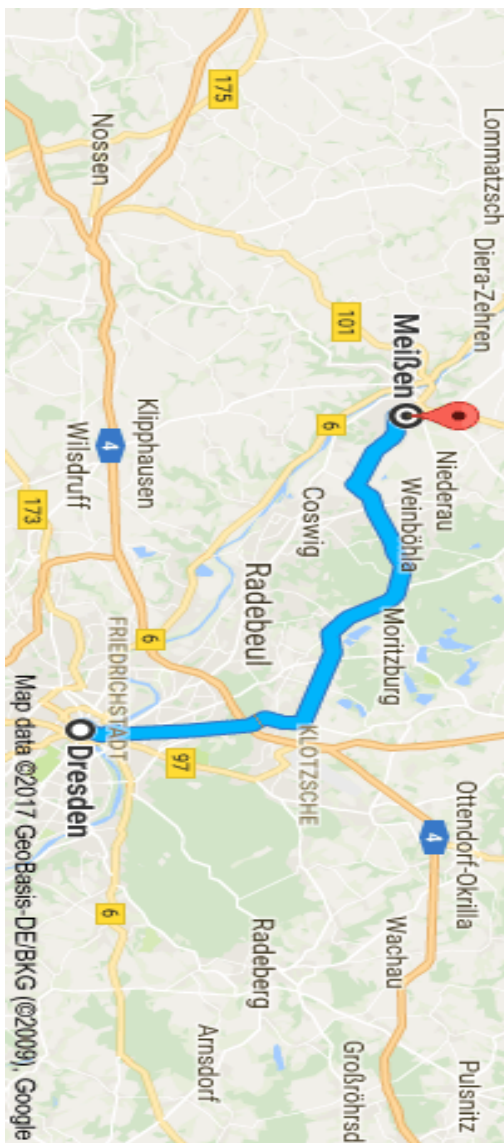 Lommatzsch
Diera-Zehren
Pulsnitz
Ottendorf-Okrilla
Niederau
4
Weinböhla
Meißen
Moritzburg
Wachau
Großröhrsd
101
6
Coswig
KLOTZSCHE
Radebeul
Radeberg
175
Arnsdorf
97
6
Klipphausen
FRIEDRICHSTADT
4
6
Nossen
Wilsdruff
Dresden
173
Map data ©2017 GeoBasis-DE/BKG (©2009), Google